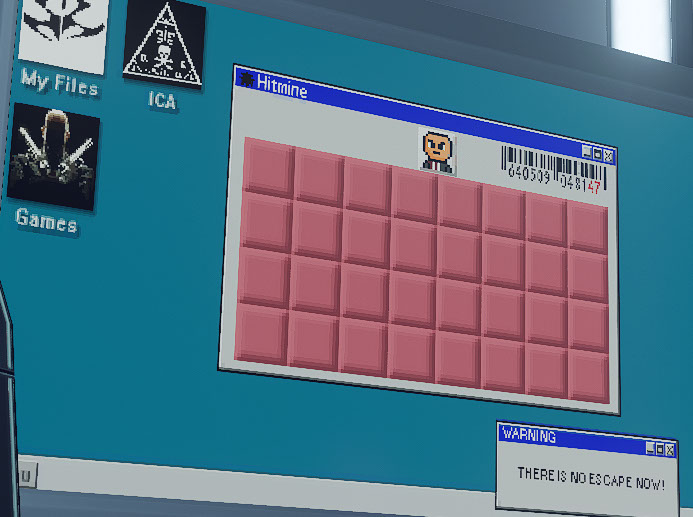 My Files
ICA
Games
Hitmine
640509 048147
WARNING
THERE IS NO ESCAPE NOW!